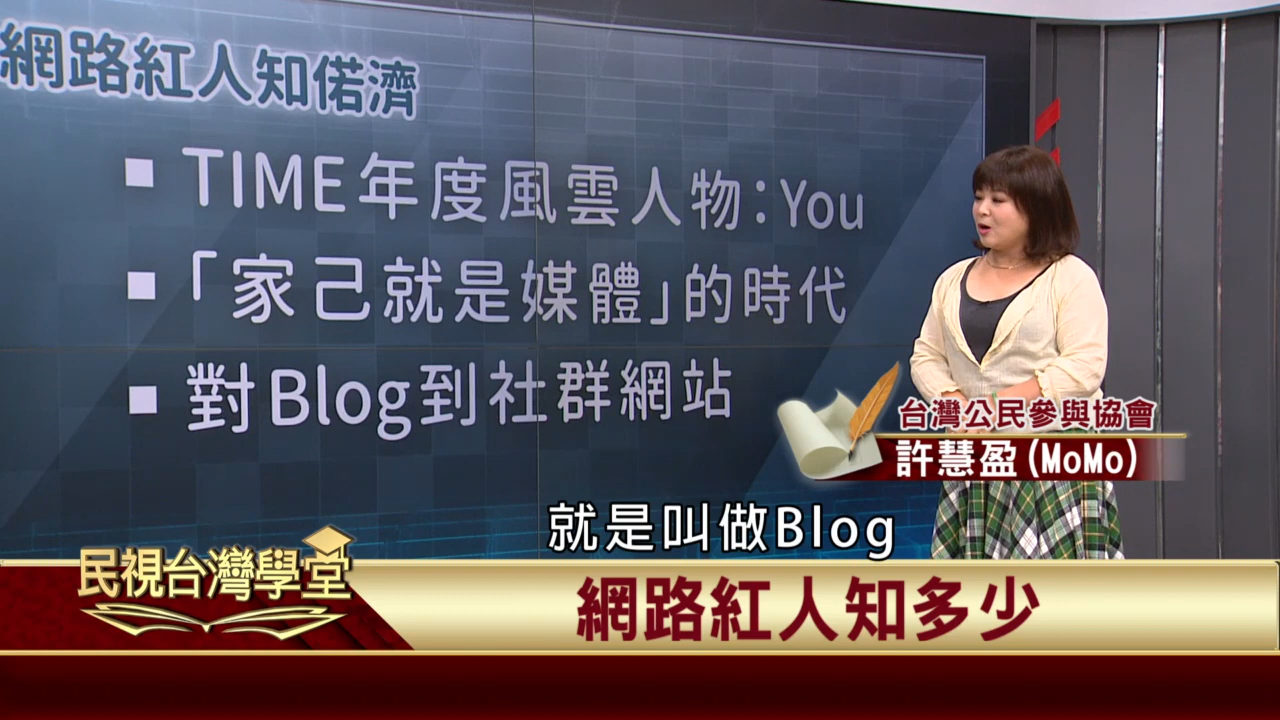 網路紅人知偌濟
TIME年度風雲人物:You
「家己就是媒體」的時代
對Blog到社群網站
台灣公民參與協會
許慧盈(MoMo)
就是叫做Blog
民視台灣學堂
網路紅人知多少